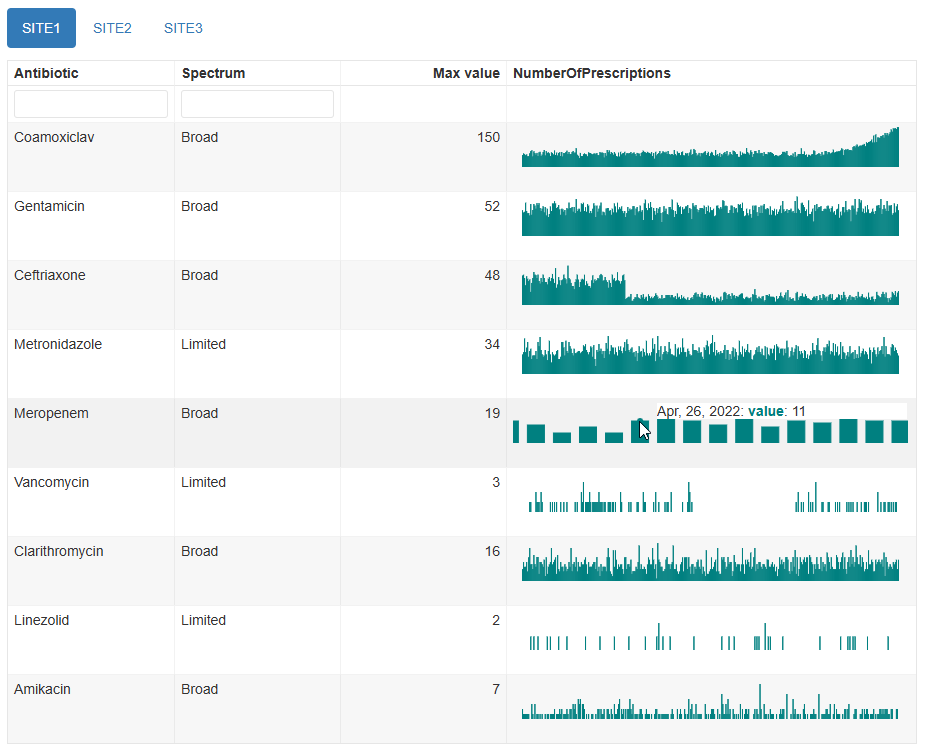 SITE1 SITE2 SITE3
Antibiotic Spectrum Max value NumberOfPrescriptions
Coamoxiclav Broad 150
Gentamicin Broad 52
Ceftriaxone Broad 48
Metronidazole Limited 34
Meropenem Broad 19 Apr, 26, 2022: value: 11
Vancomycin Limited 3
Clarithromycin Broad 16
Linezolid Limited 2
Amikacin Broad 7